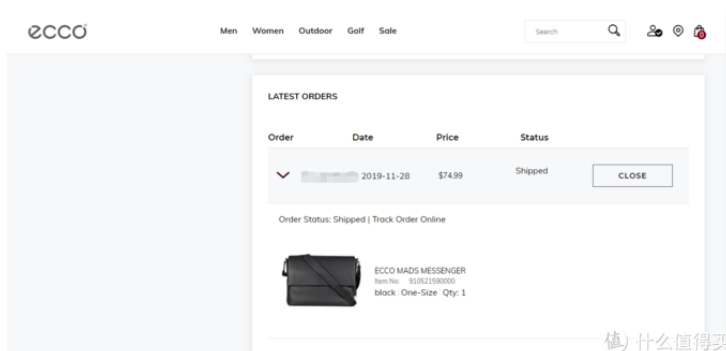 ecco
Men Women Outdoor Golf Sale Search 0
LATEST ORDERS
Order Date Price Status
2019-11-28 $74.99 Shipped CLOSE
Order Status: Shipped | Track Order Online
ECCO MADS MESSENGER
Item No: 910521590000
black One-Size Qty: 1
值 什么值得买